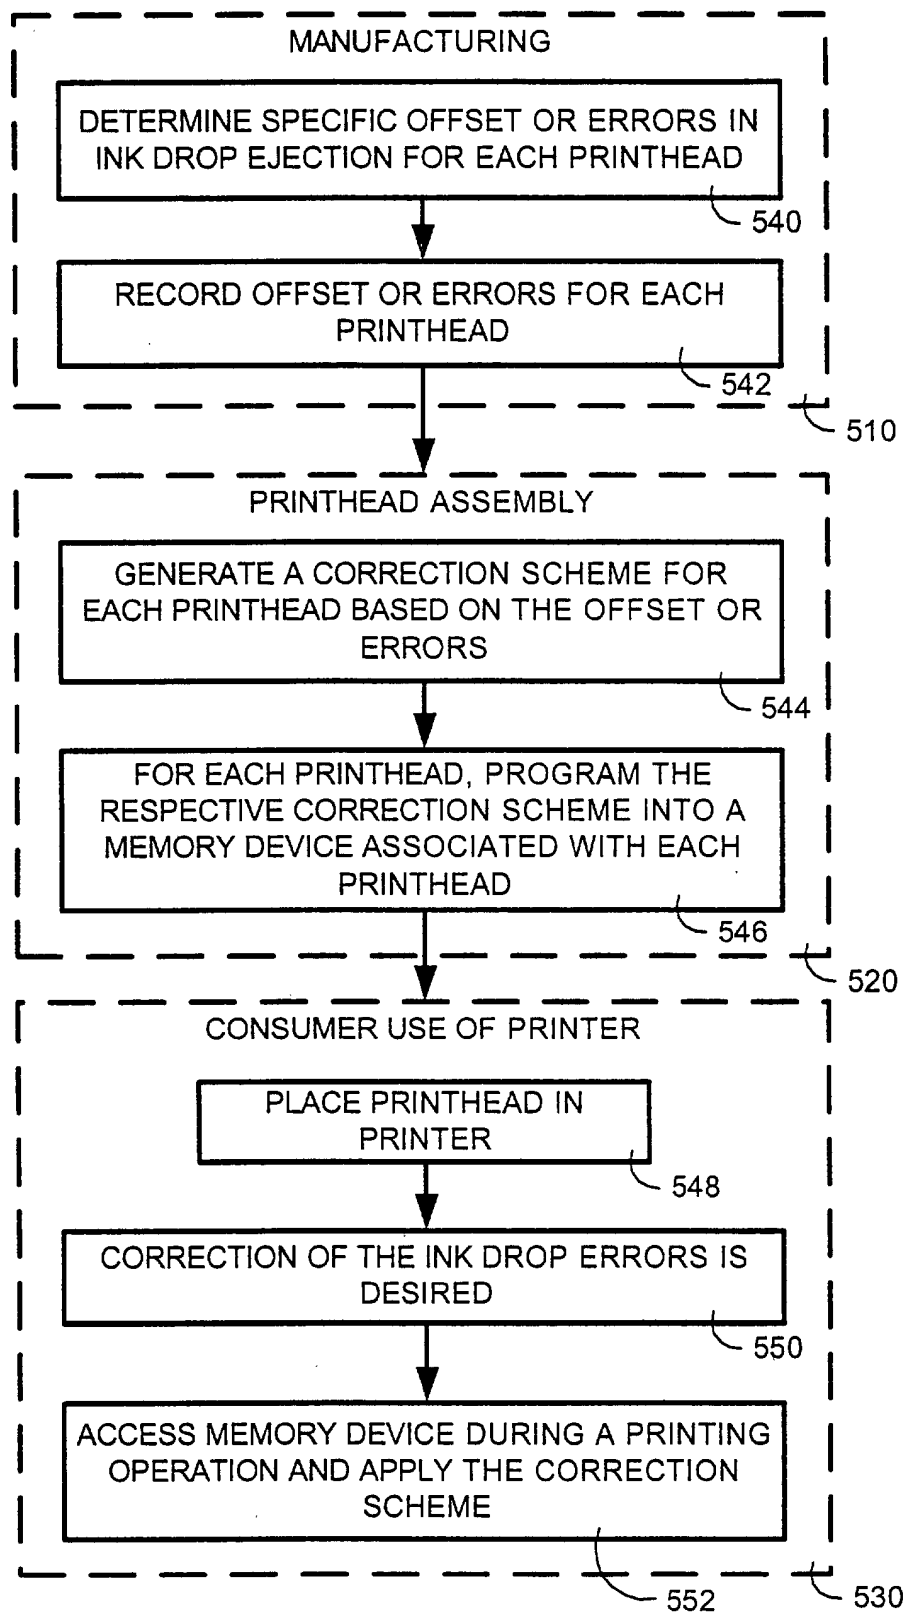 MANUFACTURING
DETERMINE SPECIFIC OFFSET OR ERRORS IN
INK DROP EJECTION FOR EACH PRINTHEAD
540
RECORD OFFSET OR ERRORS FOR EACH
PRINTHEAD
542
510
PRINTHEAD ASSEMBLY
GENERATE A CORRECTION SCHEME FOR
EACH PRINTHEAD BASED ON THE OFFSET OR
ERRORS
544
FOR EACH PRINTHEAD, PROGRAM THE
RESPECTIVE CORRECTION SCHEME INTO A
MEMORY DEVICE ASSOCIATED WITH EACH
PRINTHEAD
546
520
CONSUMER USE OF PRINTER
PLACE PRINTHEAD IN
PRINTER
548
CORRECTION OF THE INK DROP ERRORS IS
DESIRED
550
ACCESS MEMORY DEVICE DURING A PRINTING
OPERATION AND APPLY THE CORRECTION
SCHEME
552
530